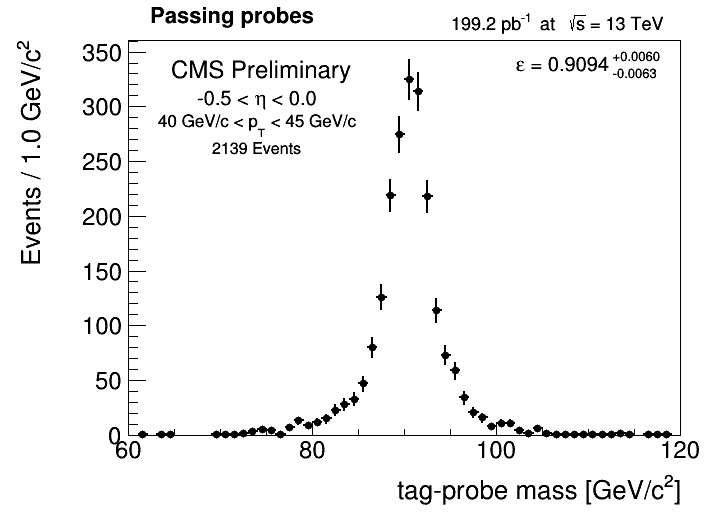 Passing probes
199.2 pb⁻¹ at √s = 13 TeV
CMS Preliminary
-0.5 < η < 0.0
40 GeV/c < p_T < 45 GeV/c
2139 Events
ε = 0.9094 +0.0060 -0.0063
Events / 1.0 GeV/c²
350
300
250
200
150
100
50
0
60 80 100 120
tag-probe mass [GeV/c²]